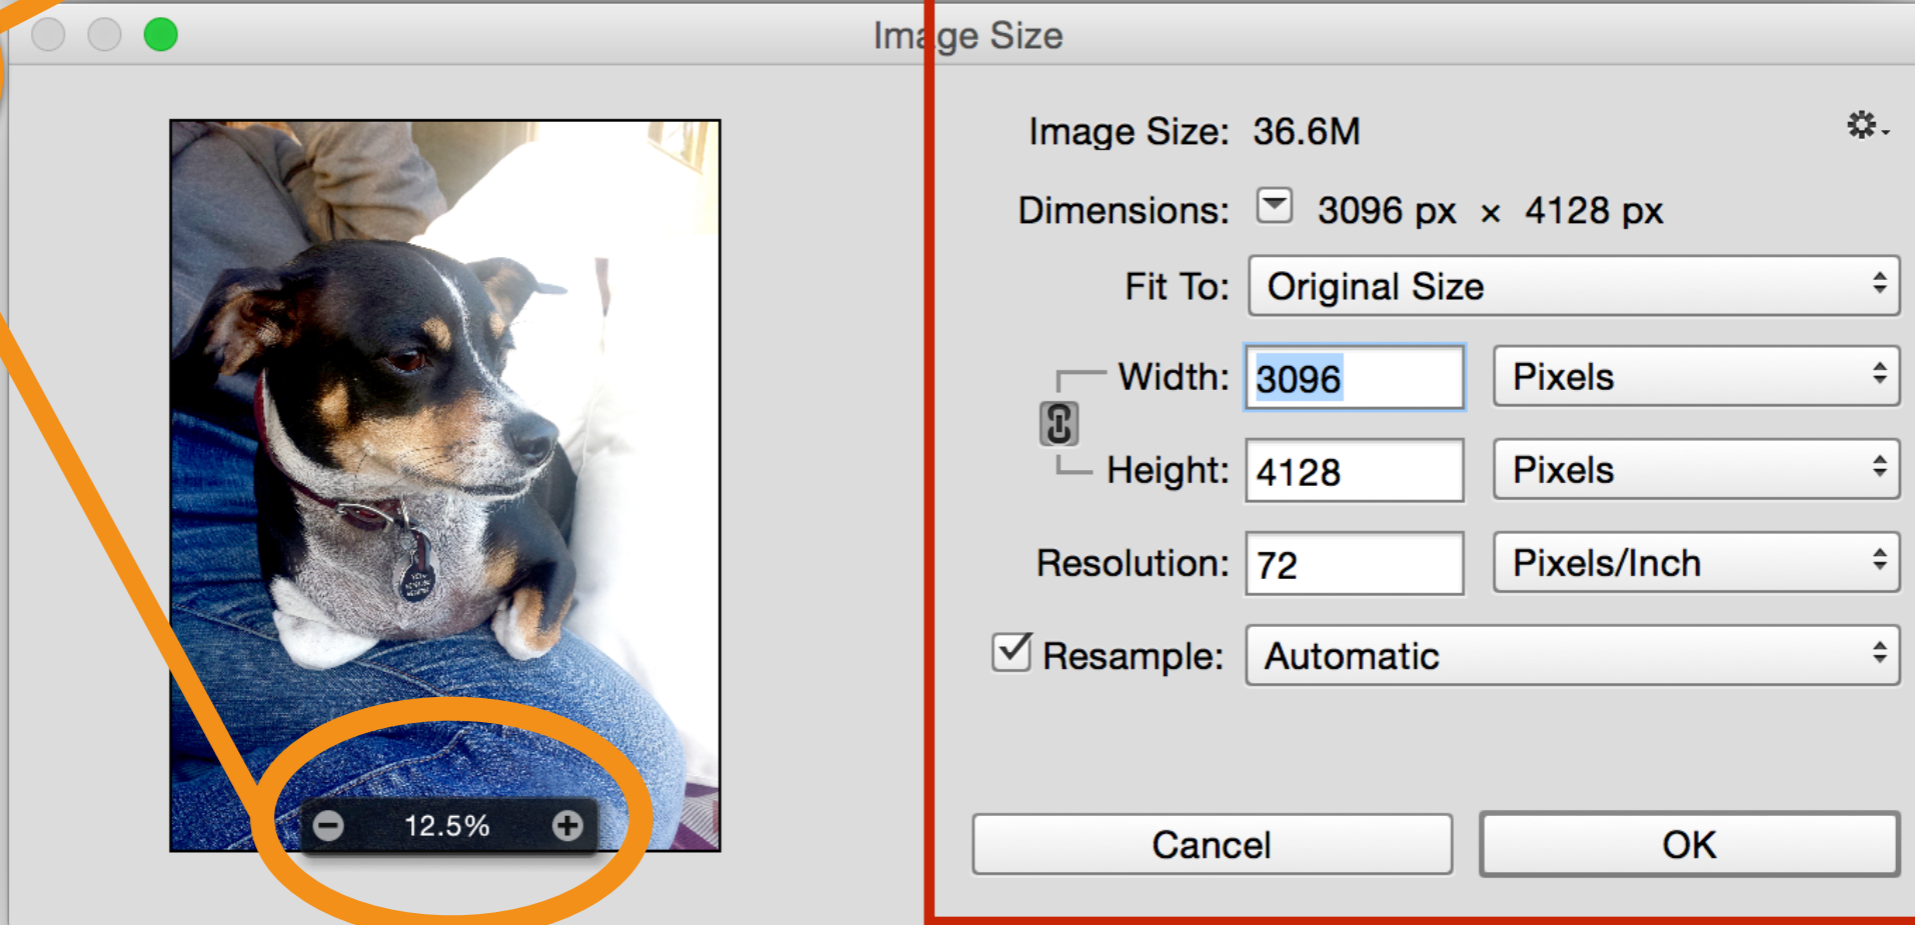 Image Size
Image Size: 36.6M
Dimensions: 3096 px × 4128 px
Fit To: Original Size
Width: 3096 Pixels
Height: 4128 Pixels
Resolution: 72 Pixels/Inch
Resample: Automatic
12.5%
Cancel OK